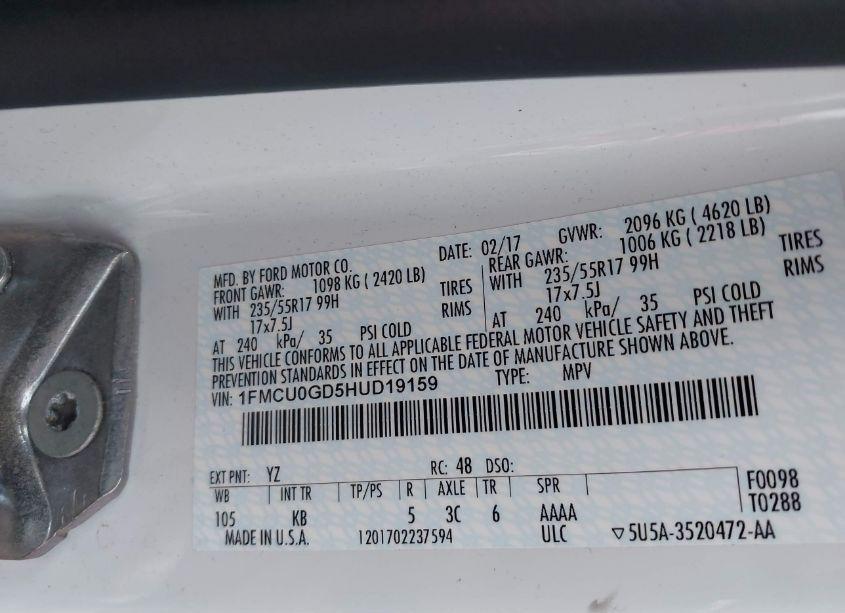 MFD. BY FORD MOTOR CO. DATE: 02/17 GVWR: 2096 KG ( 4620 LB)
FRONT GAWR: 1098 KG ( 2420 LB) REAR GAWR: 1006 KG ( 2218 LB)
WITH 235/55R17 99H TIRES WITH 235/55R17 99H TIRES
17x7.5J RIMS 17x7.5J RIMS
AT 240 kPa/ 35 PSI COLD AT 240 kPa/ 35 PSI COLD
THIS VEHICLE CONFORMS TO ALL APPLICABLE FEDERAL MOTOR VEHICLE SAFETY AND THEFT
PREVENTION STANDARDS IN EFFECT ON THE DATE OF MANUFACTURE SHOWN ABOVE.
VIN: 1FMCU0GD5HUD19159 TYPE: MPV
EXT PNT: YZ RC: 48 DSO:
WB INT TR TP/PS R AXLE TR SPR F0098
105 KB 5 3C 6 AAAA T0288
MADE IN U.S.A. 1201702237594 ULC ▽5U5A-3520472-AA